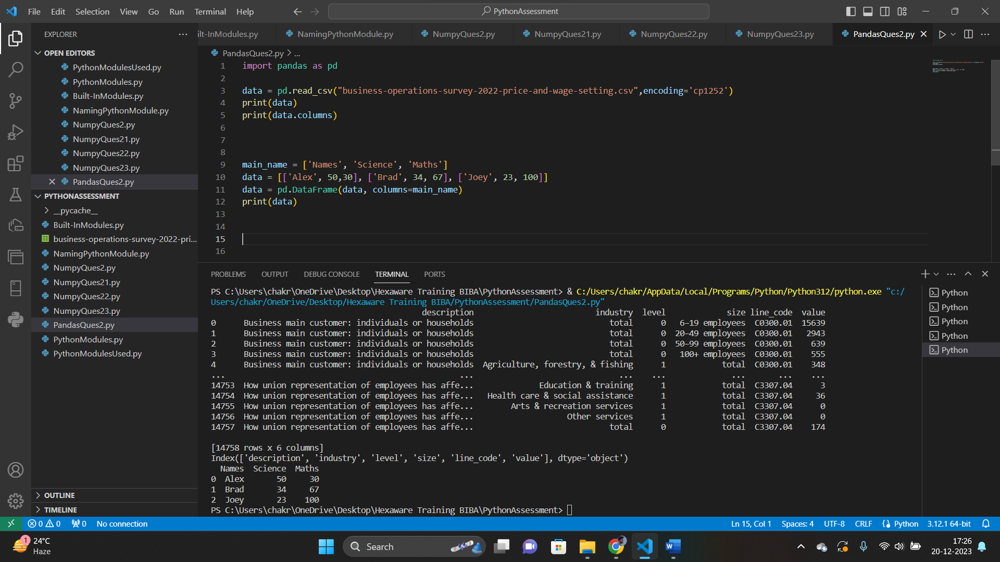 File Edit Selection View Go Run Terminal Help
PythonAssessment
EXPLORER
OPEN EDITORS
PythonModulesUsed.py
PythonModules.py
Built-InModules.py
NamingPythonModule.py
NumpyQues2.py
NumpyQues21.py
NumpyQues22.py
NumpyQues23.py
PandasQues2.py
PYTHONASSESSMENT
__pycache__
Built-InModules.py
business-operations-survey-2022-pri...
NamingPythonModule.py
NumpyQues2.py
NumpyQues21.py
NumpyQues22.py
NumpyQues23.py
PandasQues2.py
PythonModules.py
PythonModulesUsed.py
OUTLINE
TIMELINE
ilt-InModules.py NamingPythonModule.py NumpyQues2.py NumpyQues21.py NumpyQues22.py NumpyQues23.py PandasQues2.py
PandasQues2.py > ...
1 import pandas as pd
2
3 data = pd.read_csv("business-operations-survey-2022-price-and-wage-setting.csv",encoding='cp1252')
4 print(data)
5 print(data.columns)
6
7
8
9 main_name = ['Names', 'Science', 'Maths']
10 data = [['Alex', 50,30], ['Brad', 34, 67], ['Joey', 23, 100]]
11 data = pd.DataFrame(data, columns=main_name)
12 print(data)
13
14
15
16
PROBLEMS OUTPUT DEBUG CONSOLE TERMINAL PORTS
PS C:\Users\chakr\OneDrive\Desktop\Hexaware Training BIBA\PythonAssessment> & C:/Users/chakr/AppData/Local/Programs/Python/Python312/python.exe "c:/
Users/chakr/OneDrive/Desktop/Hexaware Training BIBA/PythonAssessment/PandasQues2.py"
description industry level size line_code value
0 Business main customer: individuals or households total 0 6–19 employees C0300.01 15639
1 Business main customer: individuals or households total 0 20–49 employees C0300.01 2943
2 Business main customer: individuals or households total 0 50–99 employees C0300.01 639
3 Business main customer: individuals or households total 0 100+ employees C0300.01 555
4 Business main customer: individuals or households Agriculture, forestry, & fishing 1 total C0300.01 348
... ... ... ... ... ... ...
14753 How union representation of employees has affe... Education & training 1 total C3307.04 3
14754 How union representation of employees has affe... Health care & social assistance 1 total C3307.04 36
14755 How union representation of employees has affe... Arts & recreation services 1 total C3307.04 0
14756 How union representation of employees has affe... Other services 1 total C3307.04 0
14757 How union representation of employees has affe... total 0 total C3307.04 174
[14758 rows x 6 columns]
Index(['description', 'industry', 'level', 'size', 'line_code', 'value'], dtype='object')
Names Science Maths
0 Alex 50 30
1 Brad 34 67
2 Joey 23 100
PS C:\Users\chakr\OneDrive\Desktop\Hexaware Training BIBA\PythonAssessment>
Python
Python
Python
Python
Python
0 0 0 No connection Ln 15, Col 1 Spaces: 4 UTF-8 CRLF Python 3.12.1 64-bit
1
24°C
Haze
Search
17:26
20-12-2023